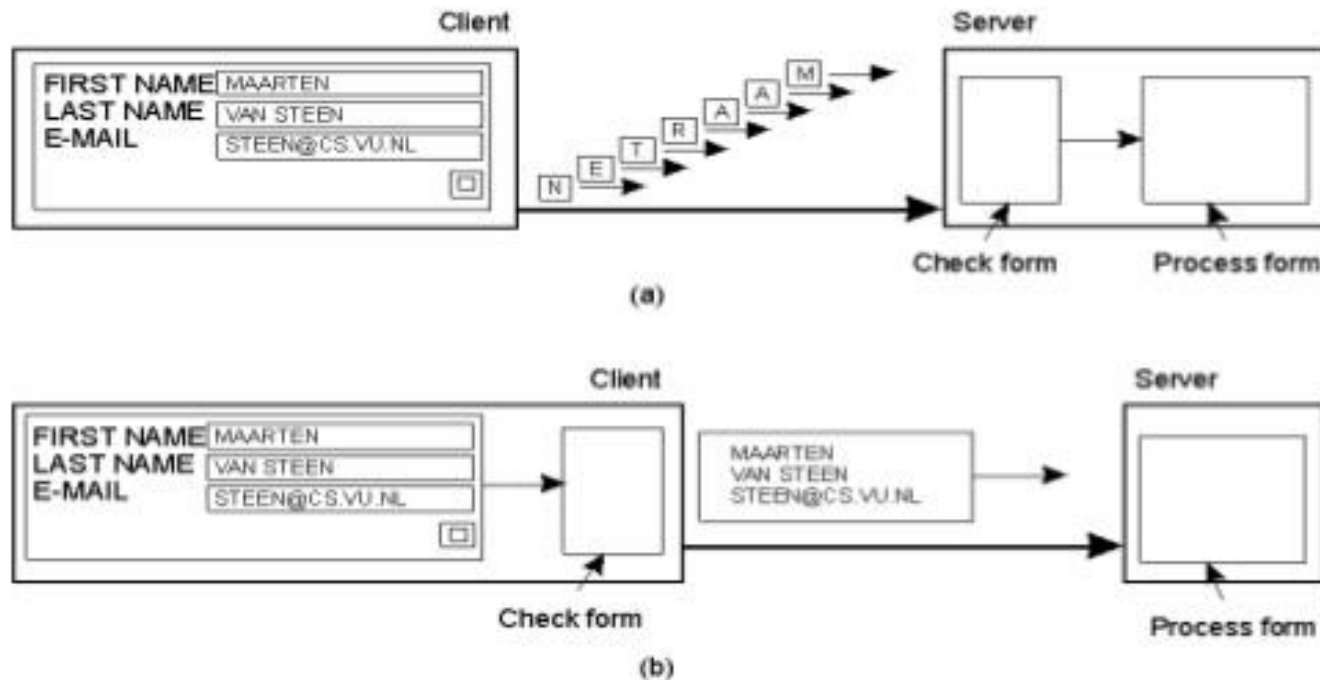 Client
Server
FIRST NAME MAARTEN
LAST NAME VAN STEEN
E-MAIL STEEN@CS.VU.NL
N E T R A A M
Check form
Process form
(a)
Client
Server
FIRST NAME MAARTEN
LAST NAME VAN STEEN
E-MAIL STEEN@CS.VU.NL
MAARTEN
VAN STEEN
STEEN@CS.VU.NL
Check form
Process form
(b)